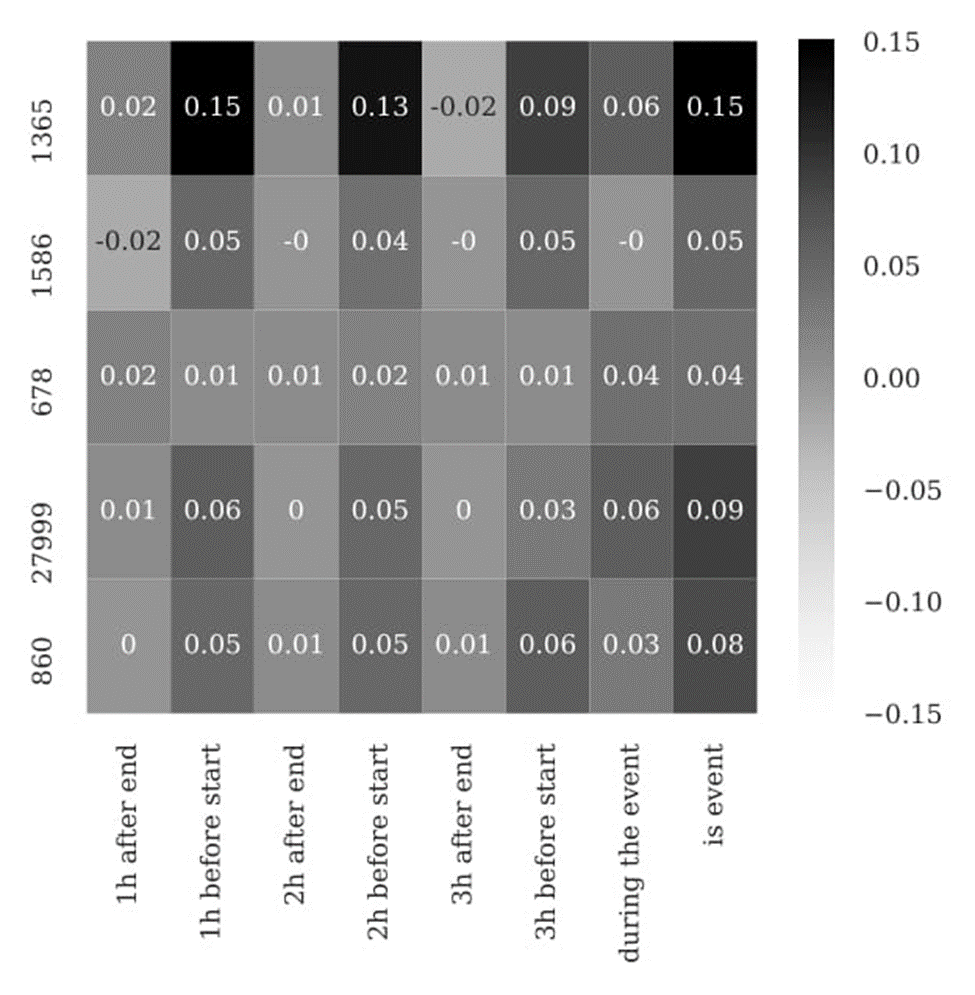 1365 0.02 0.15 0.01 0.13 -0.02 0.09 0.06 0.15
1586 -0.02 0.05 -0 0.04 -0 0.05 -0 0.05
678 0.02 0.01 0.01 0.02 0.01 0.01 0.04 0.04
27999 0.01 0.06 0 0.05 0 0.03 0.06 0.09
860 0 0.05 0.01 0.05 0.01 0.06 0.03 0.08
1h after end
1h before start
2h after end
2h before start
3h after end
3h before start
during the event
is event
0.15
0.10
0.05
0.00
−0.05
−0.10
−0.15